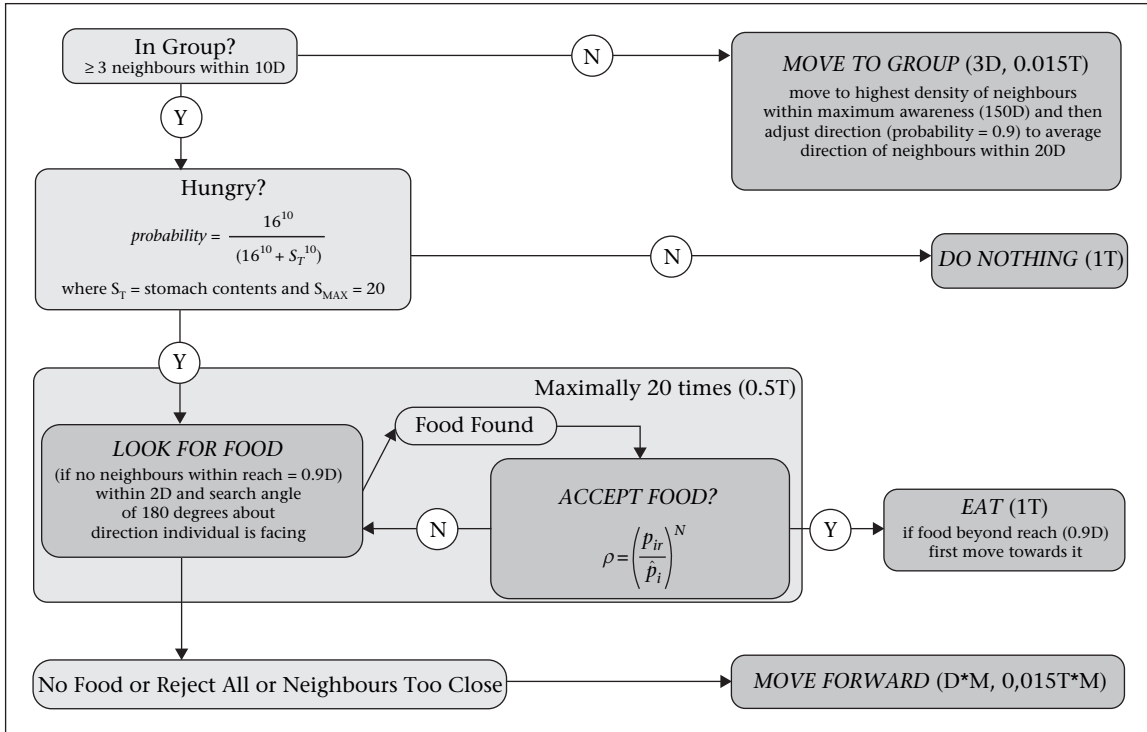 In Group?
≥ 3 neighbours within 10D
N
MOVE TO GROUP (3D, 0.015T)
move to highest density of neighbours
within maximum awareness (150D) and then
adjust direction (probability = 0.9) to average
direction of neighbours within 20D
Y
Hungry?
probability = 16^10 / (16^10 + S_T^10)
where S_T = stomach contents and S_MAX = 20
N
DO NOTHING (1T)
Y
Maximally 20 times (0.5T)
LOOK FOR FOOD
(if no neighbours within reach = 0.9D)
within 2D and search angle
of 180 degrees about
direction individual is facing
Food Found
N
ACCEPT FOOD?
ρ = (p_ir / p̂_i)^N
Y
EAT (1T)
if food beyond reach (0.9D)
first move towards it
No Food or Reject All or Neighbours Too Close
MOVE FORWARD (D*M, 0,015T*M)